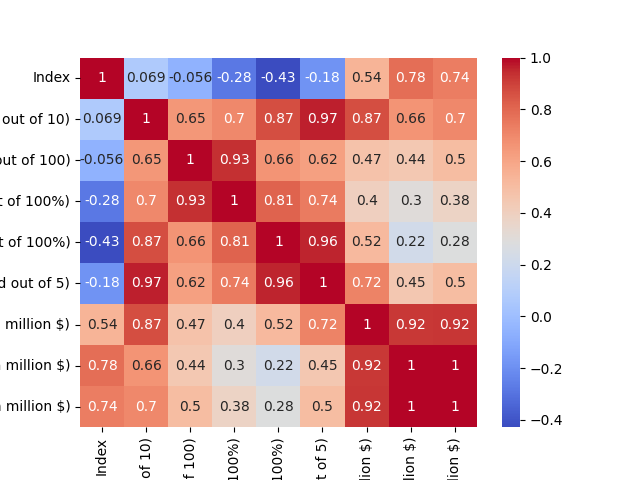 Index 1 0.069 -0.056 -0.28 -0.43 -0.18 0.54 0.78 0.74
out of 10) 0.069 1 0.65 0.7 0.87 0.97 0.87 0.66 0.7
out of 100) -0.056 0.65 1 0.93 0.66 0.62 0.47 0.44 0.5
t of 100%) -0.28 0.7 0.93 1 0.81 0.74 0.4 0.3 0.38
t of 100%) -0.43 0.87 0.66 0.81 1 0.96 0.52 0.22 0.28
d out of 5) -0.18 0.97 0.62 0.74 0.96 1 0.72 0.45 0.5
million $) 0.54 0.87 0.47 0.4 0.52 0.72 1 0.92 0.92
million $) 0.78 0.66 0.44 0.3 0.22 0.45 0.92 1 1
million $) 0.74 0.7 0.5 0.38 0.28 0.5 0.92 1 1
Index
of 10)
f 100)
100%)
100%)
t of 5)
lion $)
lion $)
lion $)
1.0
0.8
0.6
0.4
0.2
0.0
−0.2
−0.4